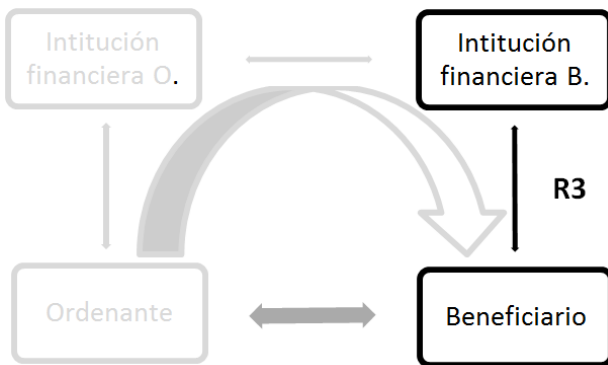 Intitución
financiera O.
Intitución
financiera B.
R3
Ordenante
Beneficiario